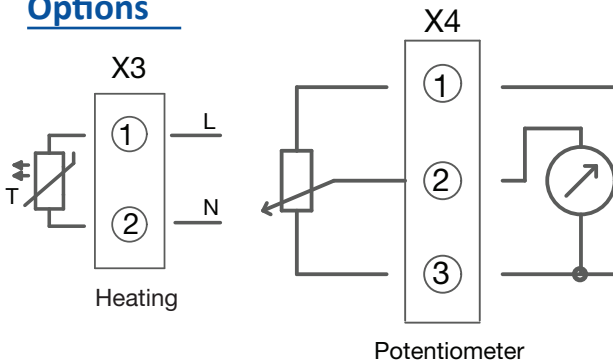 Options
X3
1
L
T
2
N
Heating
X4
1
2
3
Potentiometer